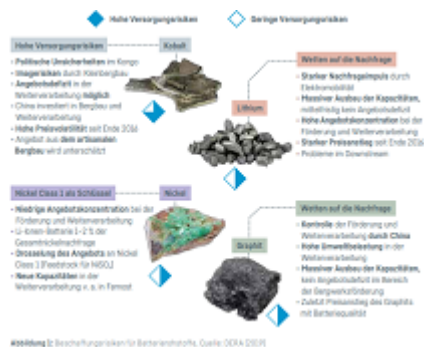 Hohe Versorgungsrisiken
Geringe Versorgungsrisiken
Hohe Versorgungsrisiken
Kobalt
- Politische Unsicherheiten im Kongo
- Imagerisiken durch Kleinbergbau
- Angebotsdefizit in der
Weiterverarbeitung möglich
- China investiert in Bergbau und
Weiterverarbeitung
- Hohe Preisvolatilität seit Ende 2016
- Angebot aus dem artisanalen
Bergbau wird unterschätzt
Wetten auf die Nachfrage
Lithium
- Starker Nachfrageimpuls durch
Elektromobilität
- Massiver Ausbau der Kapazitäten,
mittelfristig kein Angebotsdefizit
- Hohe Angebotskonzentration bei der
Förderung und Weiterverarbeitung
- Starker Preisanstieg seit Ende 2016
- Probleme im Downstream
Nickel Class 1 als Schlüssel
Nickel
- Niedrige Angebotskonzentration bei der
Förderung und Weiterverarbeitung
- Li-Ionen-Batterie 1-2 % der
Gesamtnickelnachfrage
- Drosselung des Angebots an Nickel
Class 1 (Feedstock für NiSO₄)
- Neue Kapazitäten in der
Weiterverarbeitung v. a. in Fernost
Wetten auf die Nachfrage
Graphit
- Kontrolle der Förderung und
Weiterverarbeitung durch China
- Hohe Umweltbelastung in der
Weiterverarbeitung
- Massiver Ausbau der Kapazitäten,
kein Angebotsdefizit im Bereich
der Bergwerksförderung
- Zuletzt Preisanstieg des Graphits
mit Batteriequalität
Abbildung 2: Beschaffungsrisiken für Batterierohstoffe, Quelle: DERA (2019)